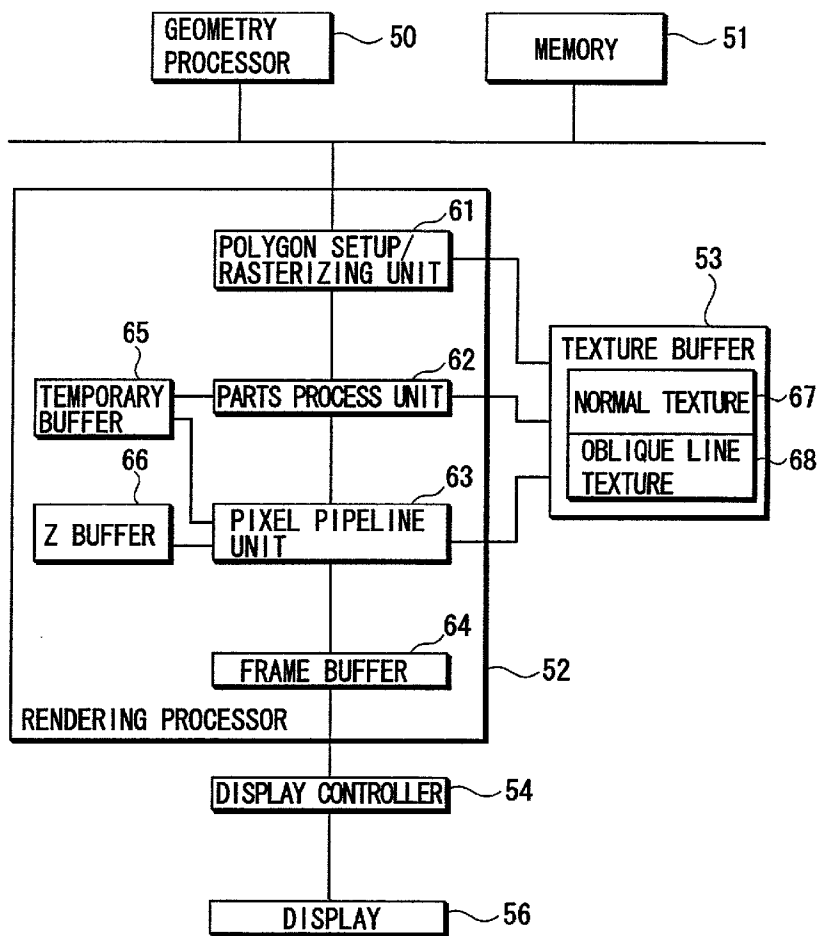 GEOMETRY
PROCESSOR
50
MEMORY
51
61
POLYGON SETUP/
RASTERIZING UNIT
53
TEXTURE BUFFER
65
62
TEMPORARY
BUFFER
PARTS PROCESS UNIT
NORMAL TEXTURE
67
OBLIQUE LINE
TEXTURE
68
66
63
Z BUFFER
PIXEL PIPELINE
UNIT
64
FRAME BUFFER
52
RENDERING PROCESSOR
DISPLAY CONTROLLER
54
DISPLAY
56